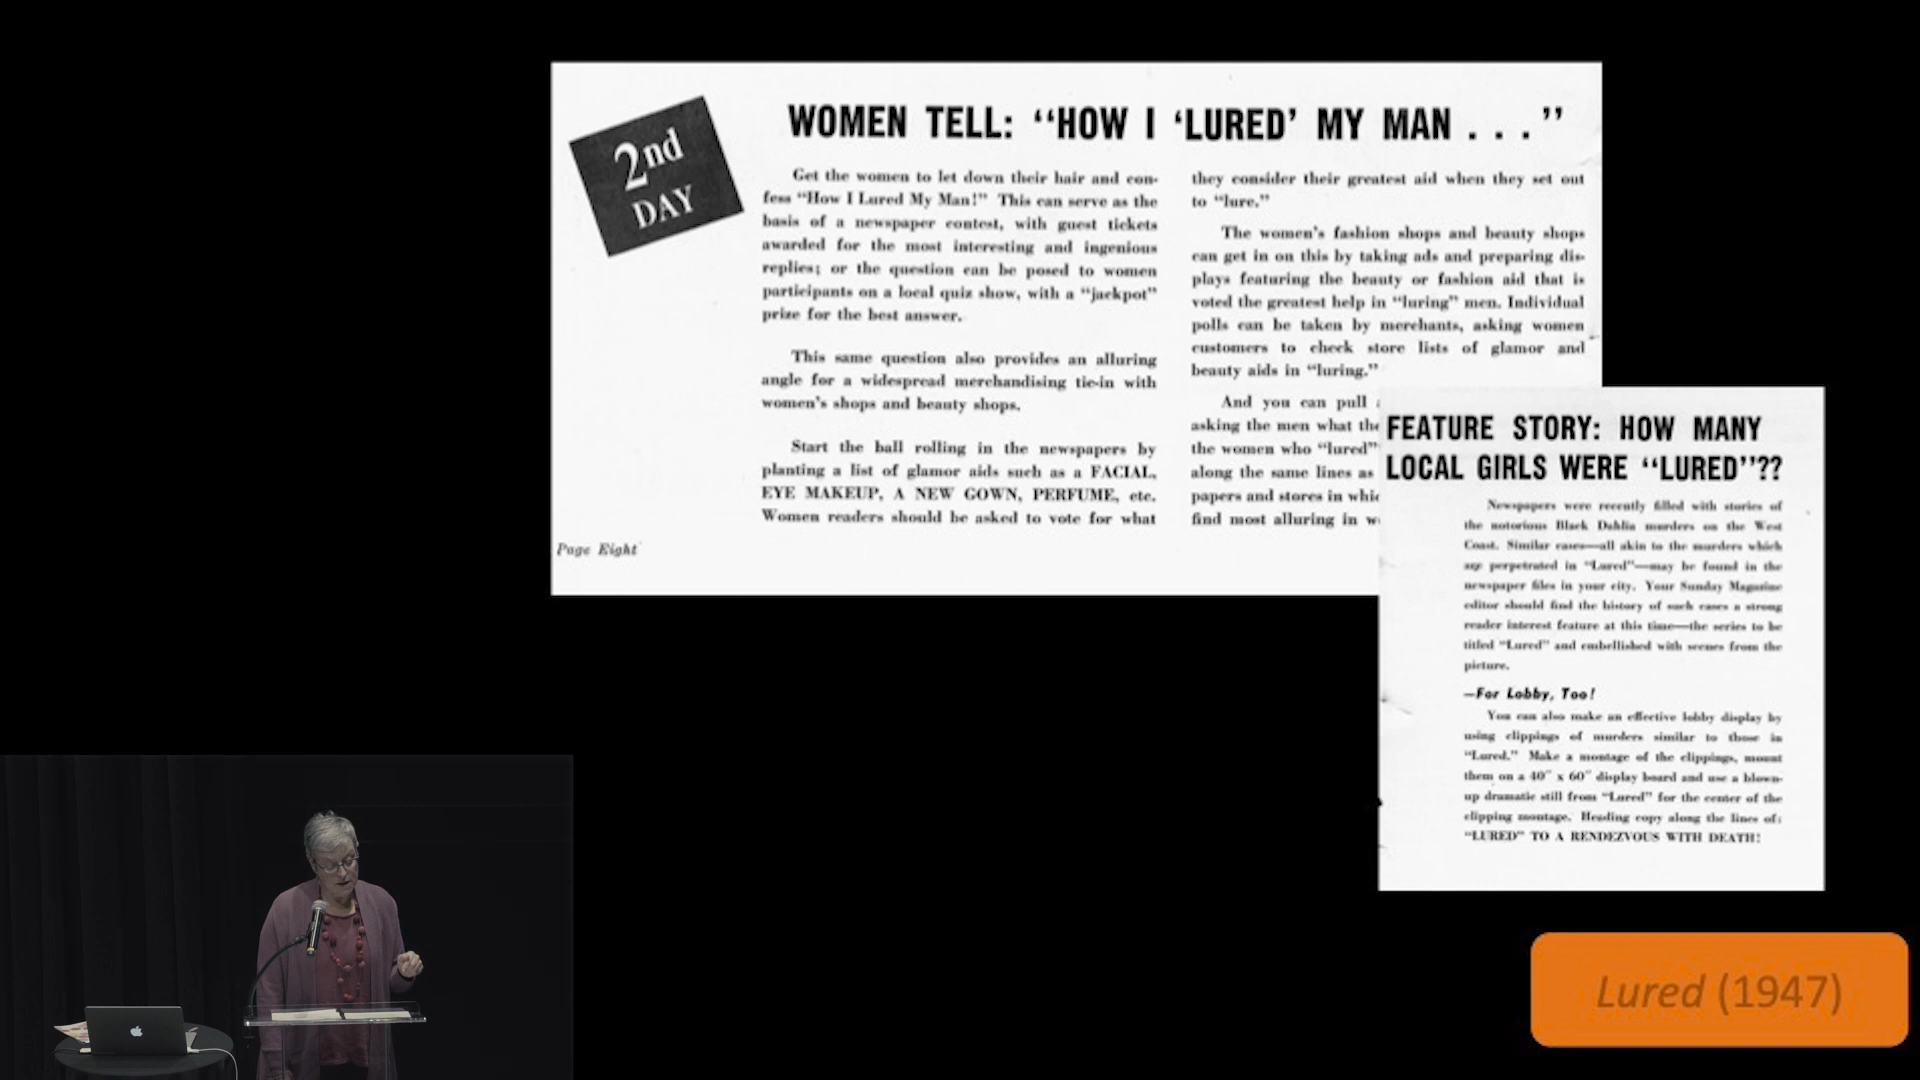 2nd
DAY
WOMEN TELL: “HOW I ‘LURED’ MY MAN . . .”
Get the women to let down their hair and con-
fess “How I Lured My Man!” This can serve as the
basis of a newspaper contest, with guest tickets
awarded for the most interesting and ingenious
replies; or the question can be posed to women
participants on a local quiz show, with a “jackpot”
prize for the best answer.
This same question also provides an alluring
angle for a widespread merchandising tie-in with
women's shops and beauty shops.
Start the ball rolling in the newspapers by
planting a list of glamor aids such as a FACIAL,
EYE MAKEUP, A NEW GOWN, PERFUME, etc.
Women readers should be asked to vote for what
Page Eight
they consider their greatest aid when they set out
to “lure.”
The women's fashion shops and beauty shops
can get in on this by taking ads and preparing dis-
plays featuring the beauty or fashion aid that is
voted the greatest help in “luring” men. Individual
polls can be taken by merchants, asking women
customers to check store lists of glamor and
beauty aids in “luring.”
And you can pull
asking the men what the
the women who “lured”
along the same lines as
papers and stores in whic
find most alluring in w
FEATURE STORY: HOW MANY
LOCAL GIRLS WERE “LURED”??
Newspapers were recently filled with stories of
the notorious Black Dahlia murders on the West
Coast. Similar cases—all akin to the murders which
are perpetrated in “Lured”—may be found in the
newspaper files in your city. Your Sunday Magazine
editor should find the history of such cases a strong
reader interest feature at this time—the series to be
titled “Lured” and embellished with scenes from the
picture.
—For Lobby, Too!
You can also make an effective lobby display by
using clippings of murders similar to those in
“Lured.” Make a montage of the clippings, mount
them on a 40″ x 60″ display board and use a blown-
up dramatic still from “Lured” for the center of the
clipping montage. Heading copy along the lines of:
“LURED” TO A RENDEZVOUS WITH DEATH!
Lured (1947)